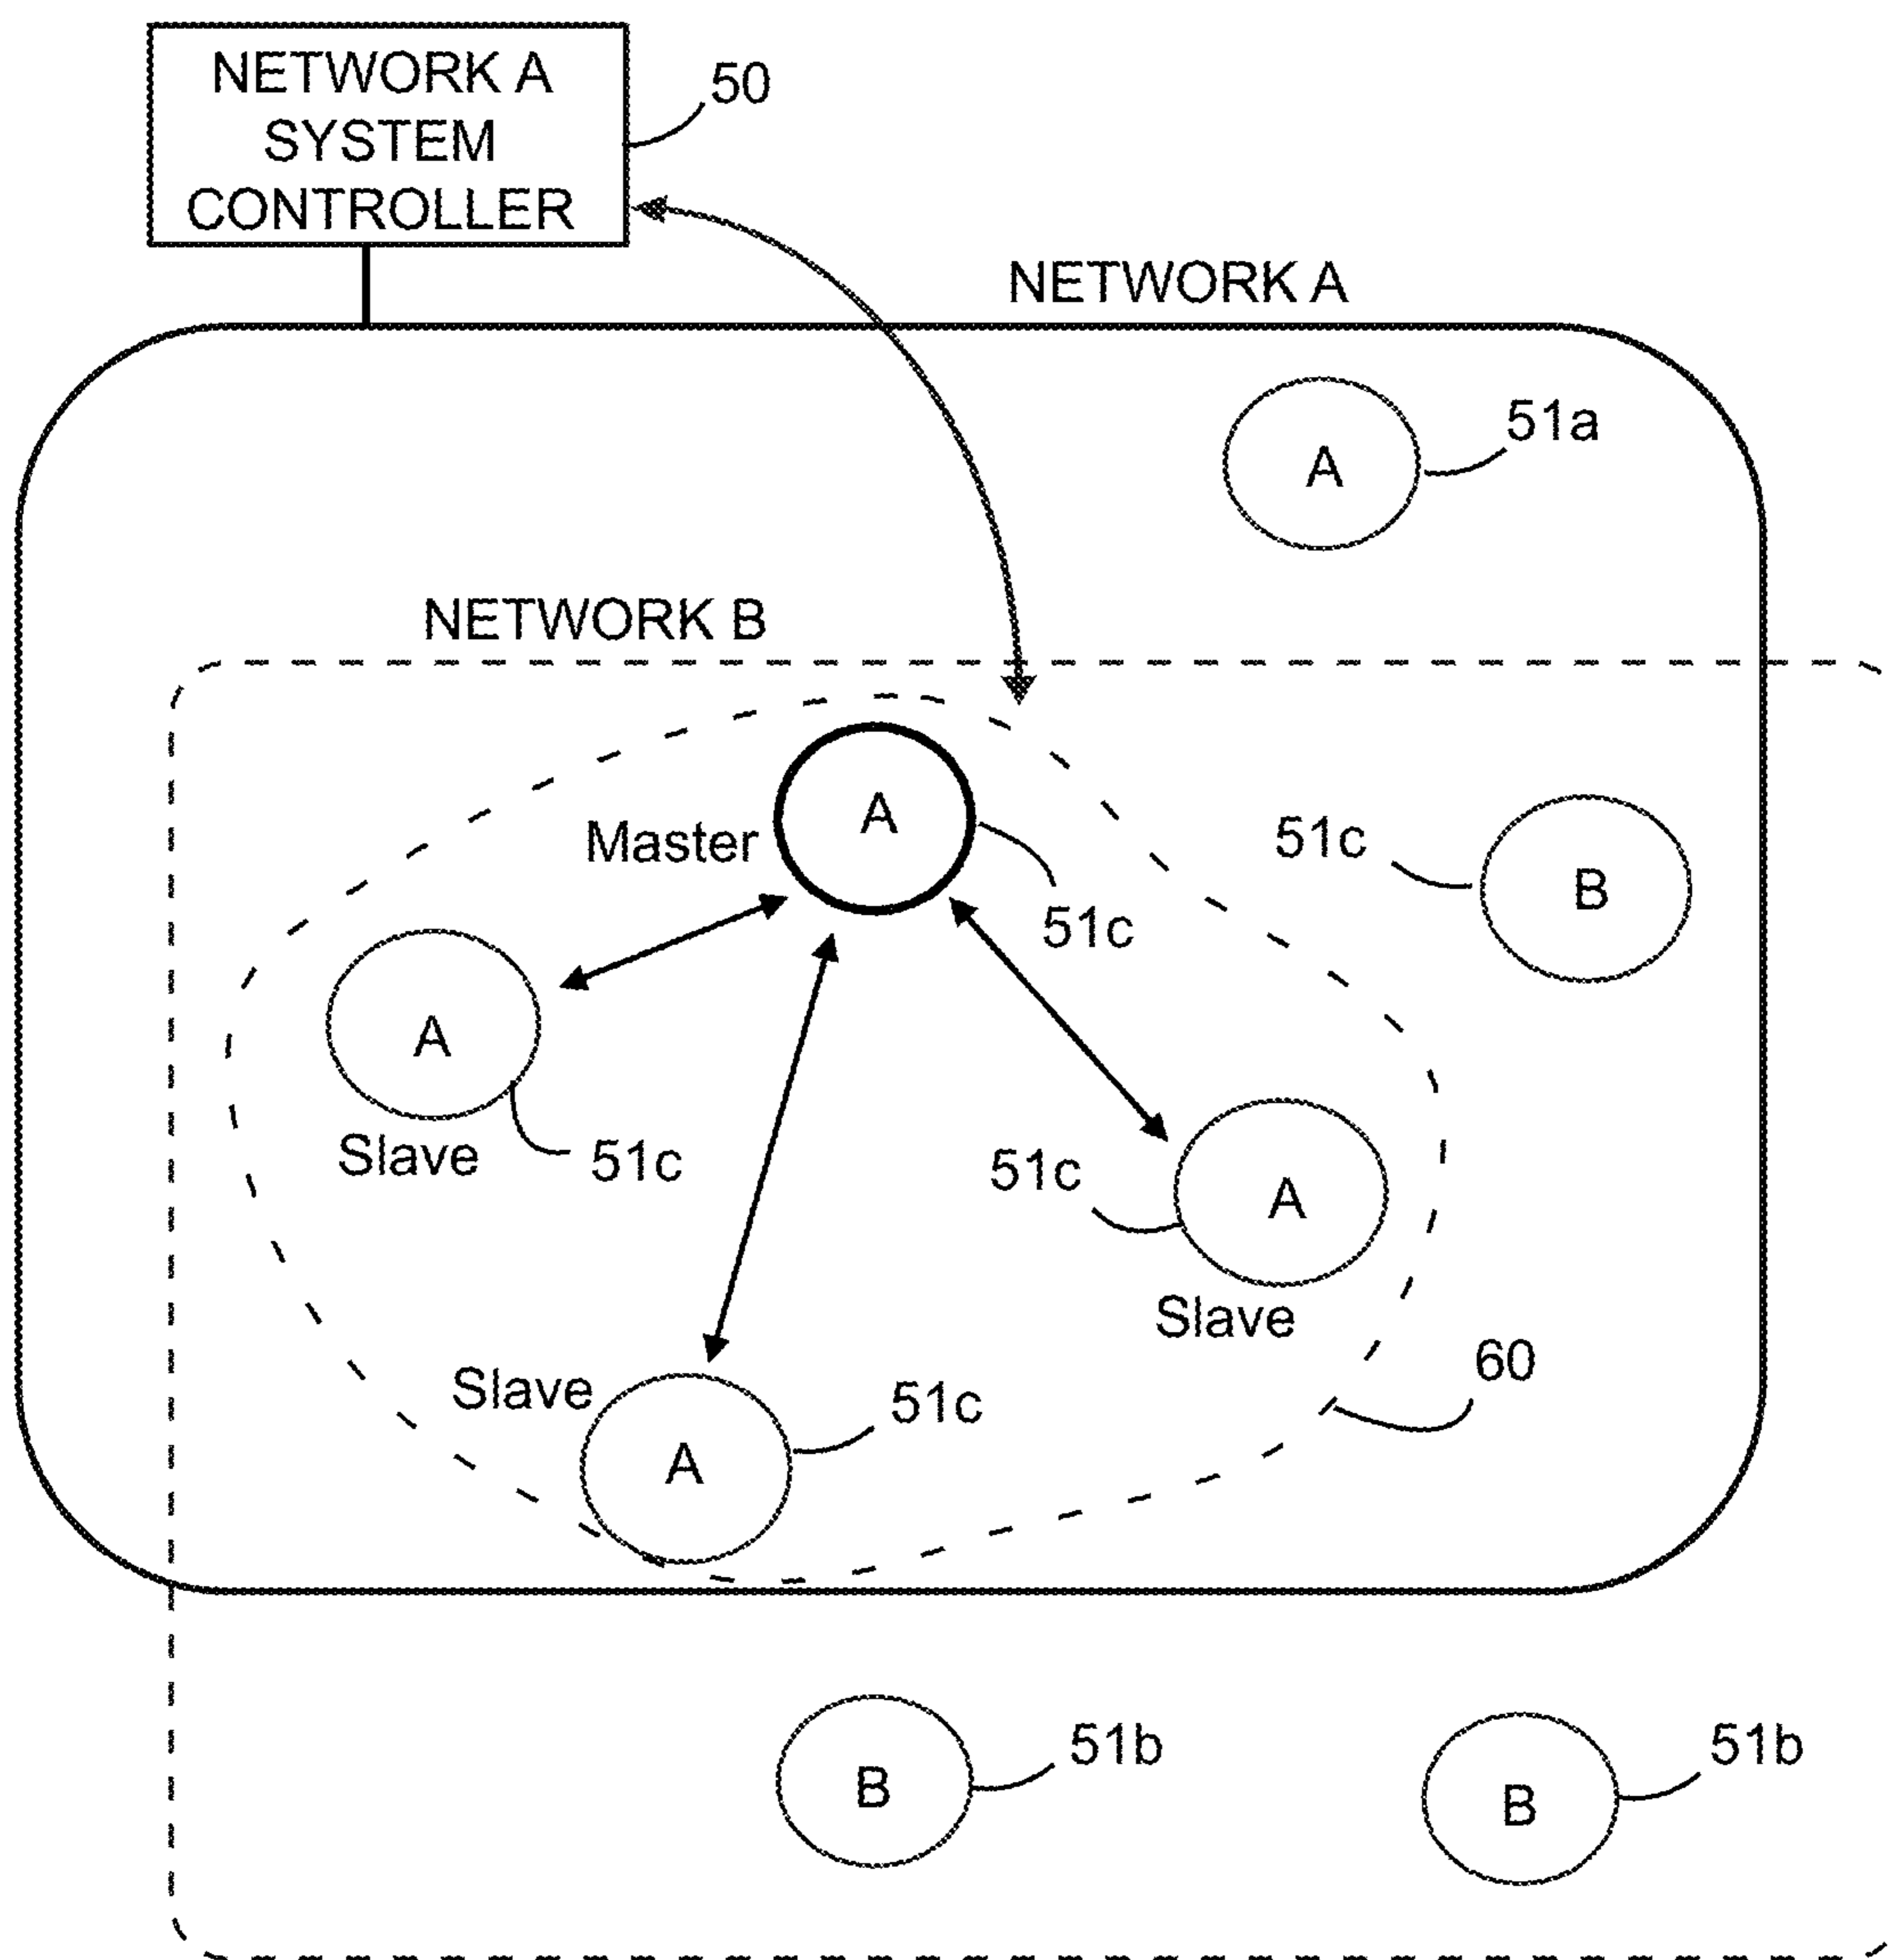 NETWORK A
SYSTEM
CONTROLLER
50
NETWORK A
A
51a
NETWORK B
A
Master
51c
51c
B
A
Slave
51c
51c
A
Slave
60
Slave
51c
A
B
51b
B
51b